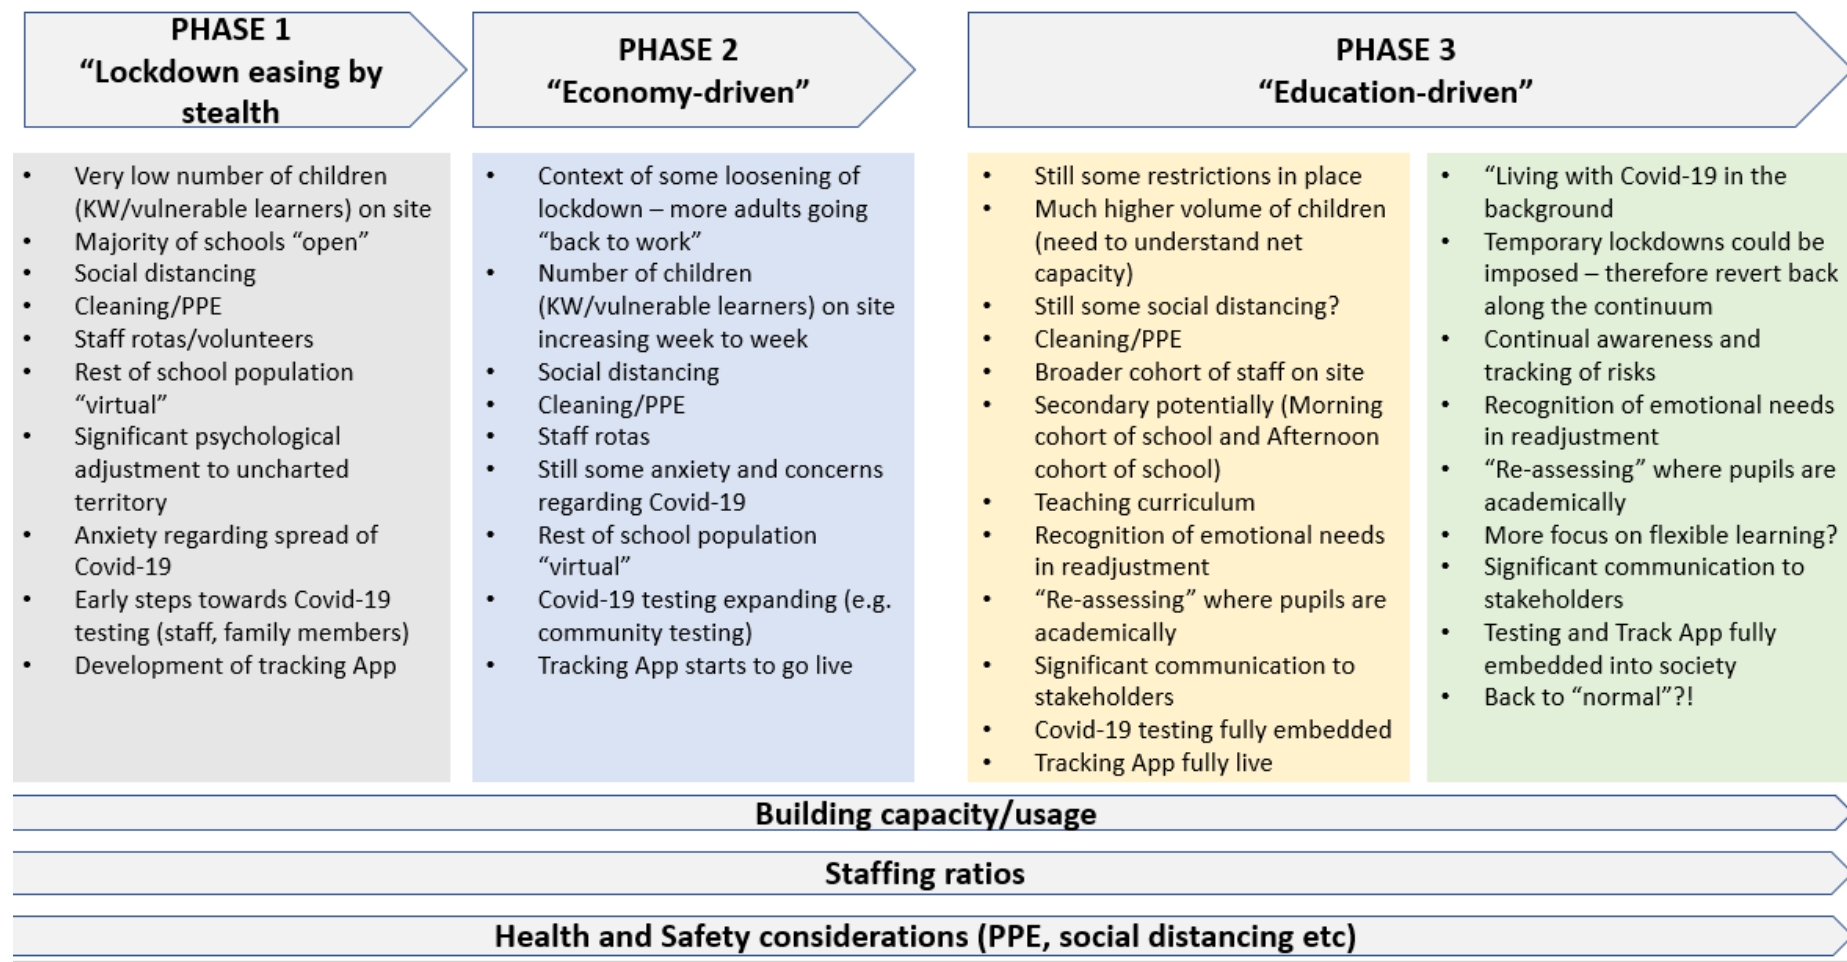 PHASE 1
“Lockdown easing by
stealth
PHASE 2
“Economy-driven”
PHASE 3
“Education-driven”
• Very low number of children
(KW/vulnerable learners) on site
• Majority of schools “open”
• Social distancing
• Cleaning/PPE
• Staff rotas/volunteers
• Rest of school population
“virtual”
• Significant psychological
adjustment to uncharted
territory
• Anxiety regarding spread of
Covid-19
• Early steps towards Covid-19
testing (staff, family members)
• Development of tracking App
• Context of some loosening of
lockdown – more adults going
“back to work”
• Number of children
(KW/vulnerable learners) on site
increasing week to week
• Social distancing
• Cleaning/PPE
• Staff rotas
• Still some anxiety and concerns
regarding Covid-19
• Rest of school population
“virtual”
• Covid-19 testing expanding (e.g.
community testing)
• Tracking App starts to go live
• Still some restrictions in place
• Much higher volume of children
(need to understand net
capacity)
• Still some social distancing?
• Cleaning/PPE
• Broader cohort of staff on site
• Secondary potentially (Morning
cohort of school and Afternoon
cohort of school)
• Teaching curriculum
• Recognition of emotional needs
in readjustment
• “Re-assessing” where pupils are
academically
• Significant communication to
stakeholders
• Covid-19 testing fully embedded
• Tracking App fully live
• “Living with Covid-19 in the
background
• Temporary lockdowns could be
imposed – therefore revert back
along the continuum
• Continual awareness and
tracking of risks
• Recognition of emotional needs
in readjustment
• “Re-assessing” where pupils are
academically
• More focus on flexible learning?
• Significant communication to
stakeholders
• Testing and Track App fully
embedded into society
• Back to “normal”?!
Building capacity/usage
Staffing ratios
Health and Safety considerations (PPE, social distancing etc)